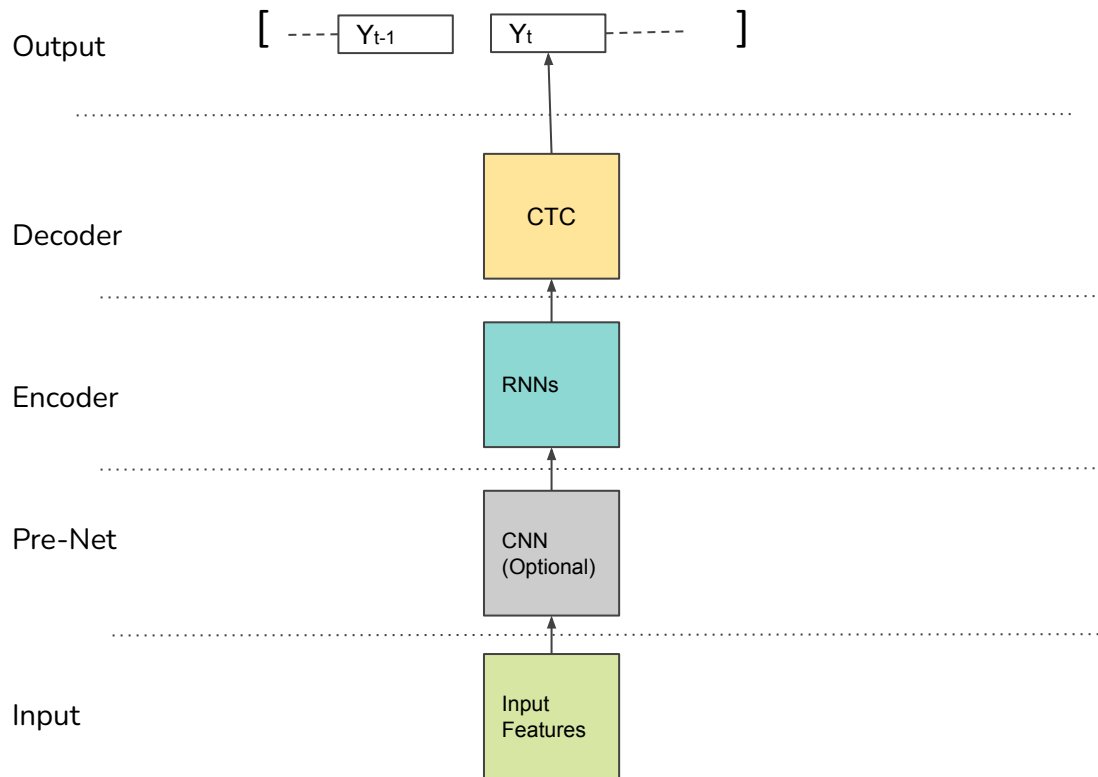 Output
[ Yt-1 Yt ]
Decoder
CTC
Encoder
RNNs
Pre-Net
CNN
(Optional)
Input
Input
Features